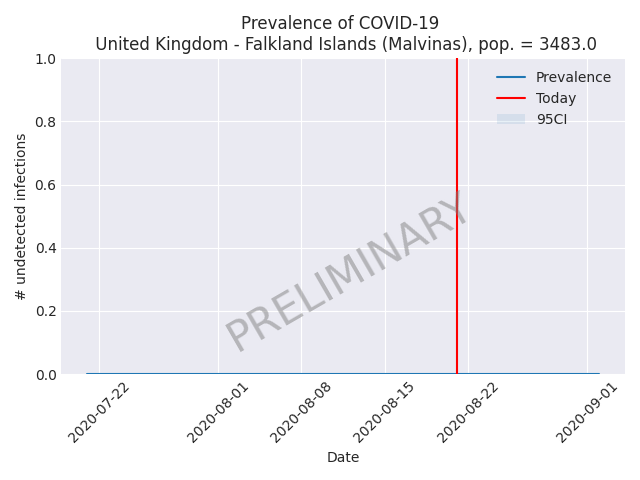 Prevalence of COVID-19
United Kingdom - Falkland Islands (Malvinas), pop. = 3483.0
1.0
0.8
0.6
0.4
0.2
0.0
# undetected infections
Prevalence
Today
95CI
PRELIMINARY
2020-07-22
2020-08-01
2020-08-08
2020-08-15
2020-08-22
2020-09-01
Date